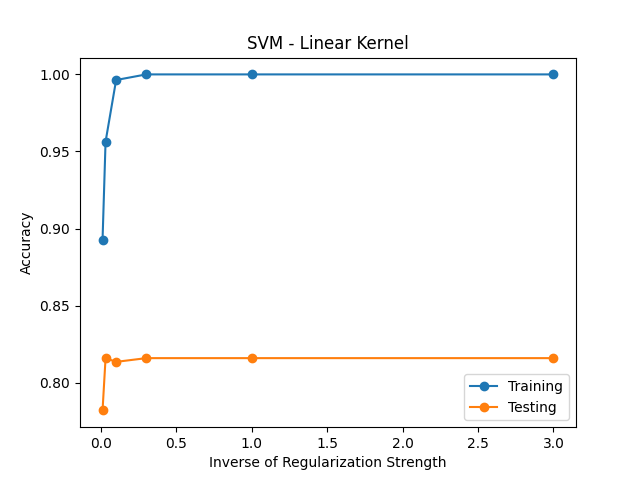 SVM - Linear Kernel
Accuracy
1.00
0.95
0.90
0.85
0.80
0.0 0.5 1.0 1.5 2.0 2.5 3.0
Inverse of Regularization Strength
Training
Testing